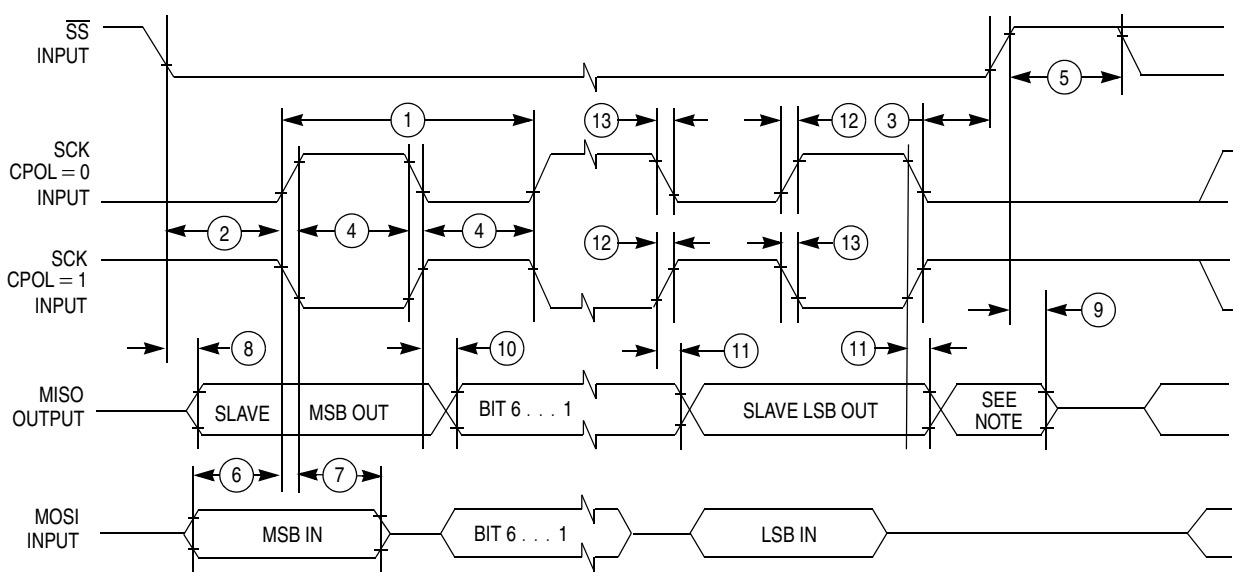 SS
INPUT
5
1
13
12
3
SCK
CPOL = 0
INPUT
2
4
4
12
13
SCK
CPOL = 1
INPUT
9
8
10
11
11
MISO
OUTPUT
SLAVE
MSB OUT
BIT 6 . . . 1
SLAVE LSB OUT
SEE
NOTE
6
7
MOSI
INPUT
MSB IN
BIT 6 . . . 1
LSB IN